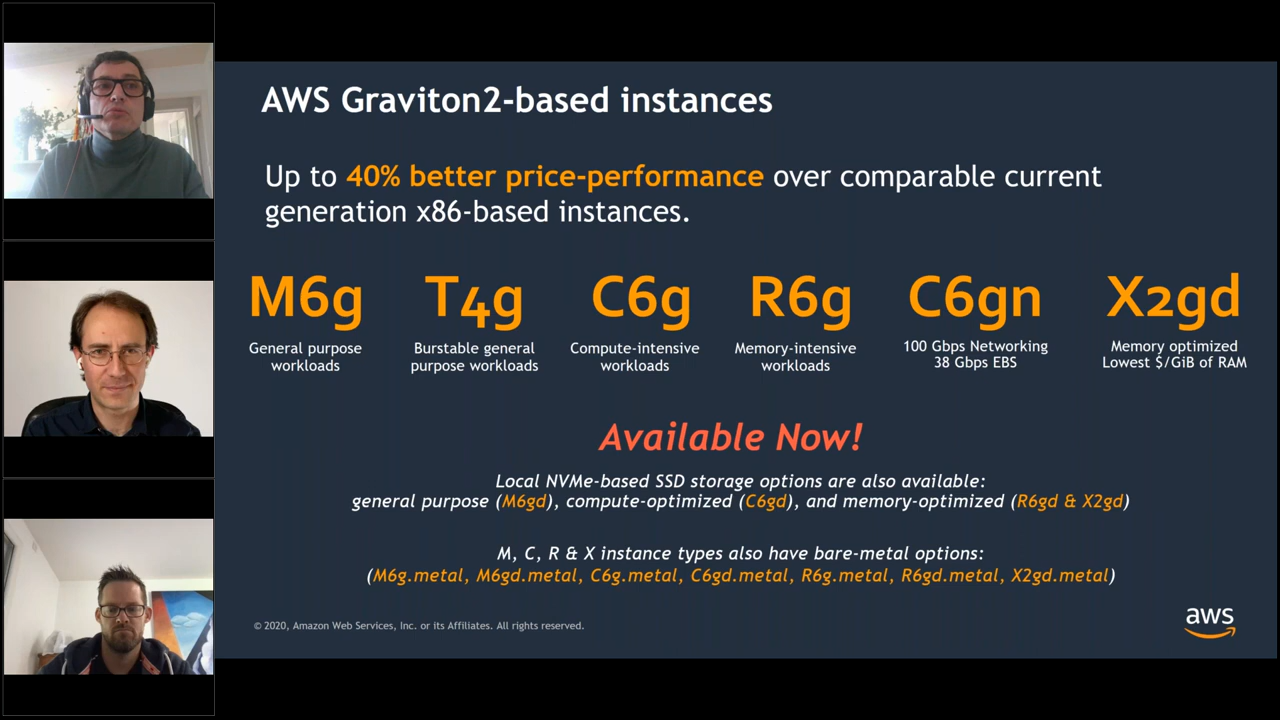 AWS Graviton2-based instances
Up to 40% better price-performance over comparable current
generation x86-based instances.
M6g
General purpose
workloads
T4g
Burstable general
purpose workloads
C6g
Compute-intensive
workloads
R6g
Memory-intensive
workloads
C6gn
100 Gbps Networking
38 Gbps EBS
X2gd
Memory optimized
Lowest $/GiB of RAM
Available Now!
Local NVMe-based SSD storage options are also available:
general purpose (M6gd), compute-optimized (C6gd), and memory-optimized (R6gd & X2gd)
M, C, R & X instance types also have bare-metal options:
(M6g.metal, M6gd.metal, C6g.metal, C6gd.metal, R6g.metal, R6gd.metal, X2gd.metal)
© 2020, Amazon Web Services, Inc. or its Affiliates. All rights reserved.
aws